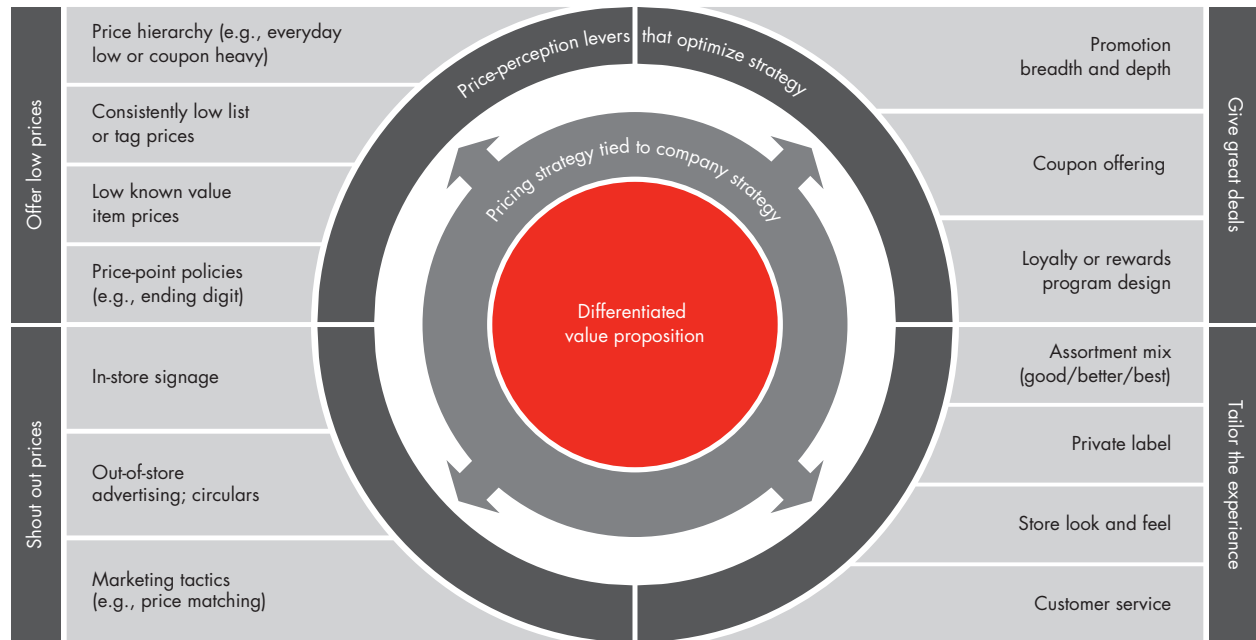 Offer low prices
Price hierarchy (e.g., everyday
low or coupon heavy)
Consistently low list
or tag prices
Low known value
item prices
Price-point policies
(e.g., ending digit)
Shout out prices
In-store signage
Out-of-store
advertising; circulars
Marketing tactics
(e.g., price matching)
Price-perception levers that optimize strategy
Pricing strategy tied to company strategy
Differentiated
value proposition
Give great deals
Promotion
breadth and depth
Coupon offering
Loyalty or rewards
program design
Tailor the experience
Assortment mix
(good/better/best)
Private label
Store look and feel
Customer service